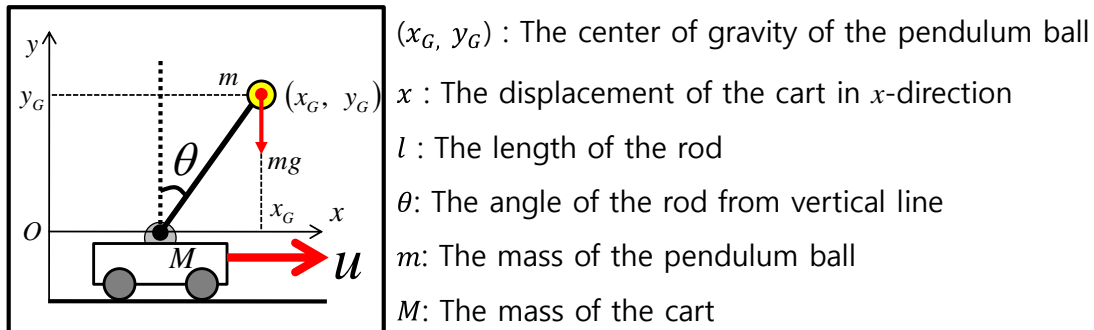 y
y_G
m
(x_G, y_G)
θ
mg
x_G
x
O
M
u
(x_G, y_G) : The center of gravity of the pendulum ball
x : The displacement of the cart in x-direction
l : The length of the rod
θ: The angle of the rod from vertical line
m: The mass of the pendulum ball
M: The mass of the cart